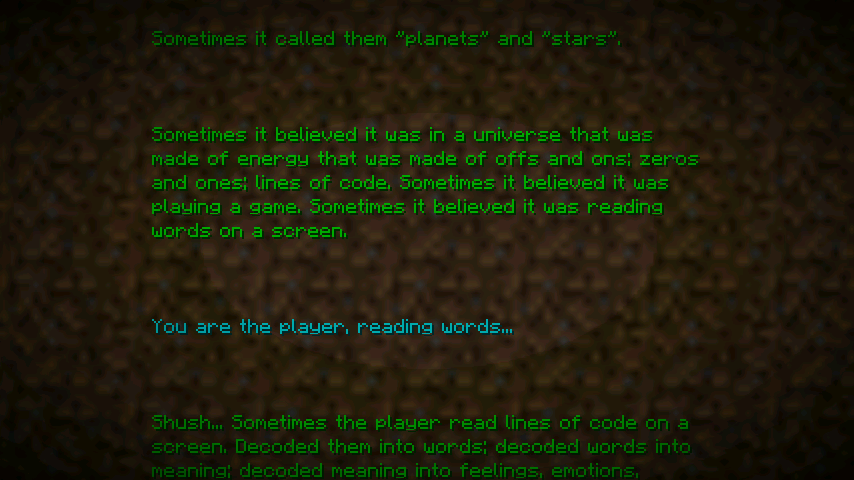 Sometimes it called them "planets" and "stars".
Sometimes it believed it was in a universe that was
made of energy that was made of offs and ons; zeros
and ones; lines of code. Sometimes it believed it was
playing a game. Sometimes it believed it was reading
words on a screen.
You are the player, reading words...
Shush... Sometimes the player read lines of code on a
screen. Decoded them into words; decoded words into
meaning; decoded meaning into feelings, emotions,